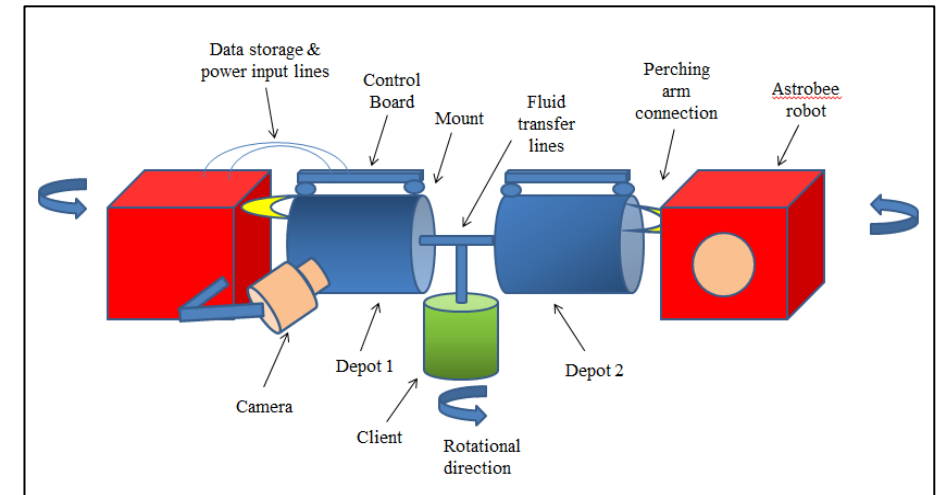 Data storage &
power input lines
Control
Board
Mount
Fluid
transfer
lines
Perching
arm
connection
Astrobee
robot
Depot 1
Depot 2
Camera
Client
Rotational
direction